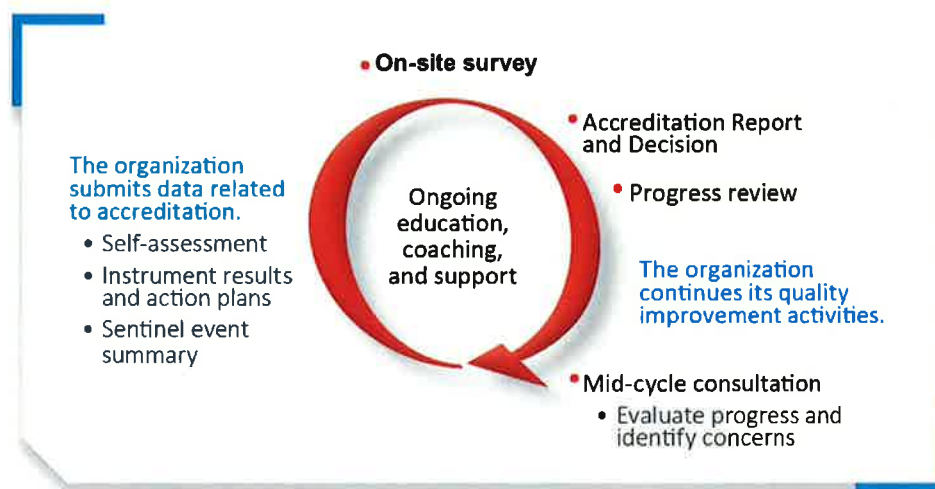 • On-site survey
• Accreditation Report
and Decision
• Progress review
The organization
continues its quality
improvement activities.
• Mid-cycle consultation
• Evaluate progress and
identify concerns
The organization
submits data related
to accreditation.
• Self-assessment
• Instrument results
and action plans
• Sentinel event
summary
Ongoing
education,
coaching,
and support